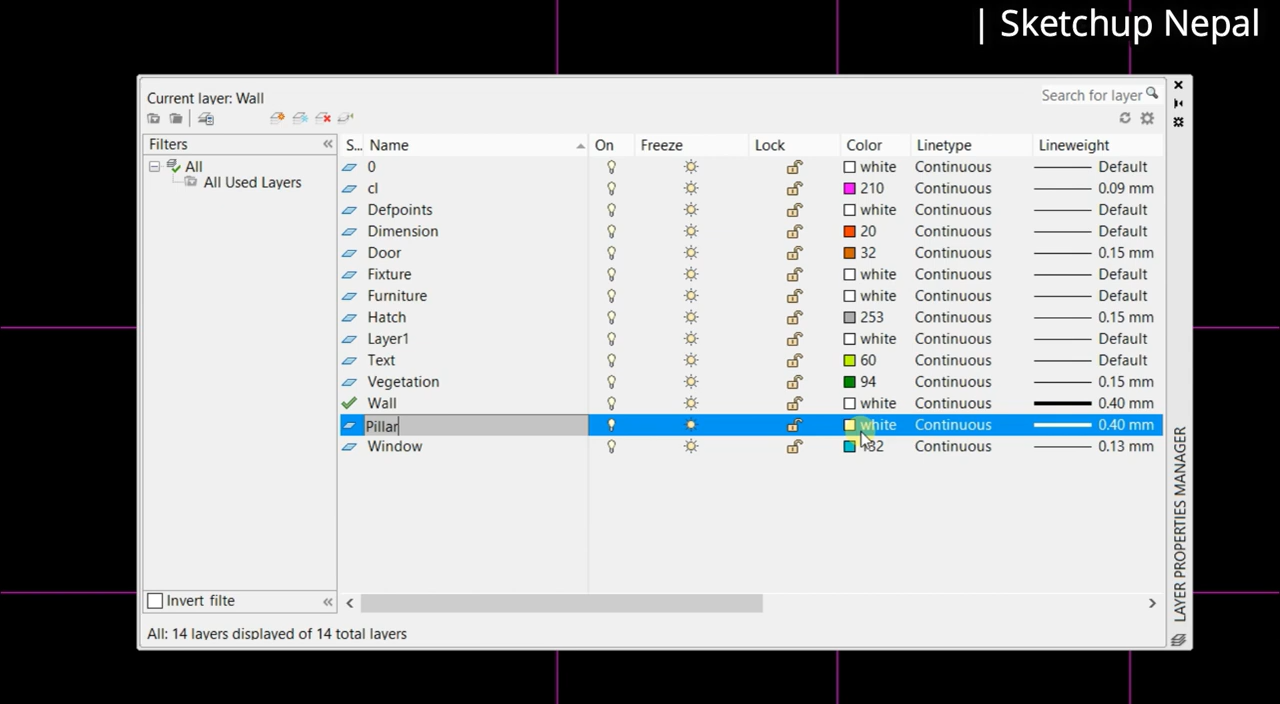 | Sketchup Nepal
Current layer: Wall
Search for layer
Filters
S... Name On Freeze Lock Color Linetype Lineweight
All
All Used Layers
0 white Continuous Default
cl 210 Continuous 0.09 mm
Defpoints white Continuous Default
Dimension 20 Continuous Default
Door 32 Continuous 0.15 mm
Fixture white Continuous Default
Furniture white Continuous Default
Hatch 253 Continuous 0.15 mm
Layer1 white Continuous Default
Text 60 Continuous Default
Vegetation 94 Continuous 0.15 mm
Wall white Continuous 0.40 mm
Pillar white Continuous 0.40 mm
Window Continuous 0.13 mm
Invert filte
All: 14 layers displayed of 14 total layers
LAYER PROPERTIES MANAGER